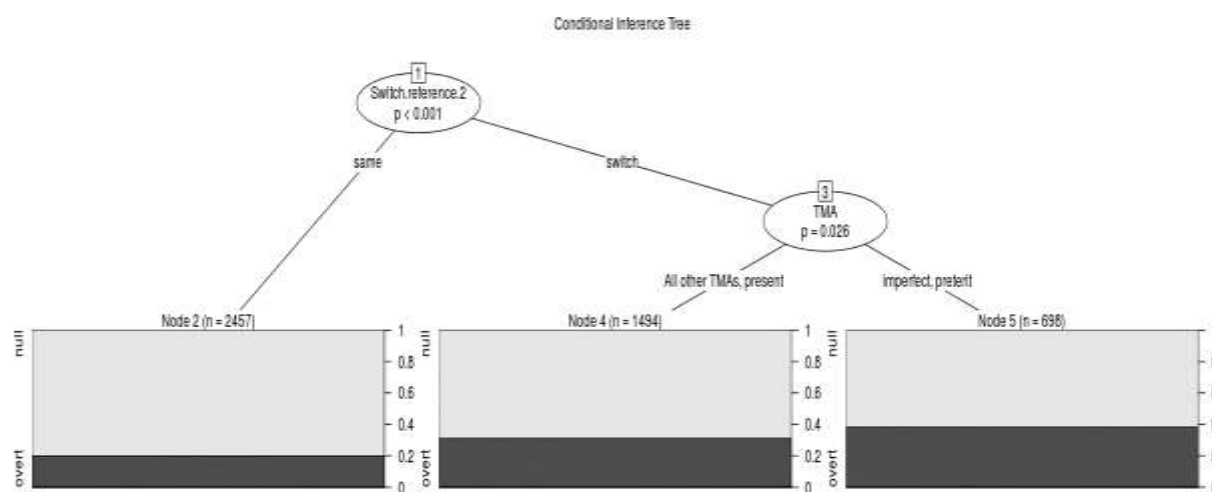 Conditional Inference Tree
1
Switch.reference.2
p < 0.001
same
switch
3
TMA
p = 0.026
All other TMAs, present
imperfect, preterit
Node 2 (n = 2457)
Node 4 (n = 1494)
Node 5 (n = 698)
null
overt
1
0.8
0.6
0.4
0.2
0
null
overt
1
0.8
0.6
0.4
0.2
0
null
overt